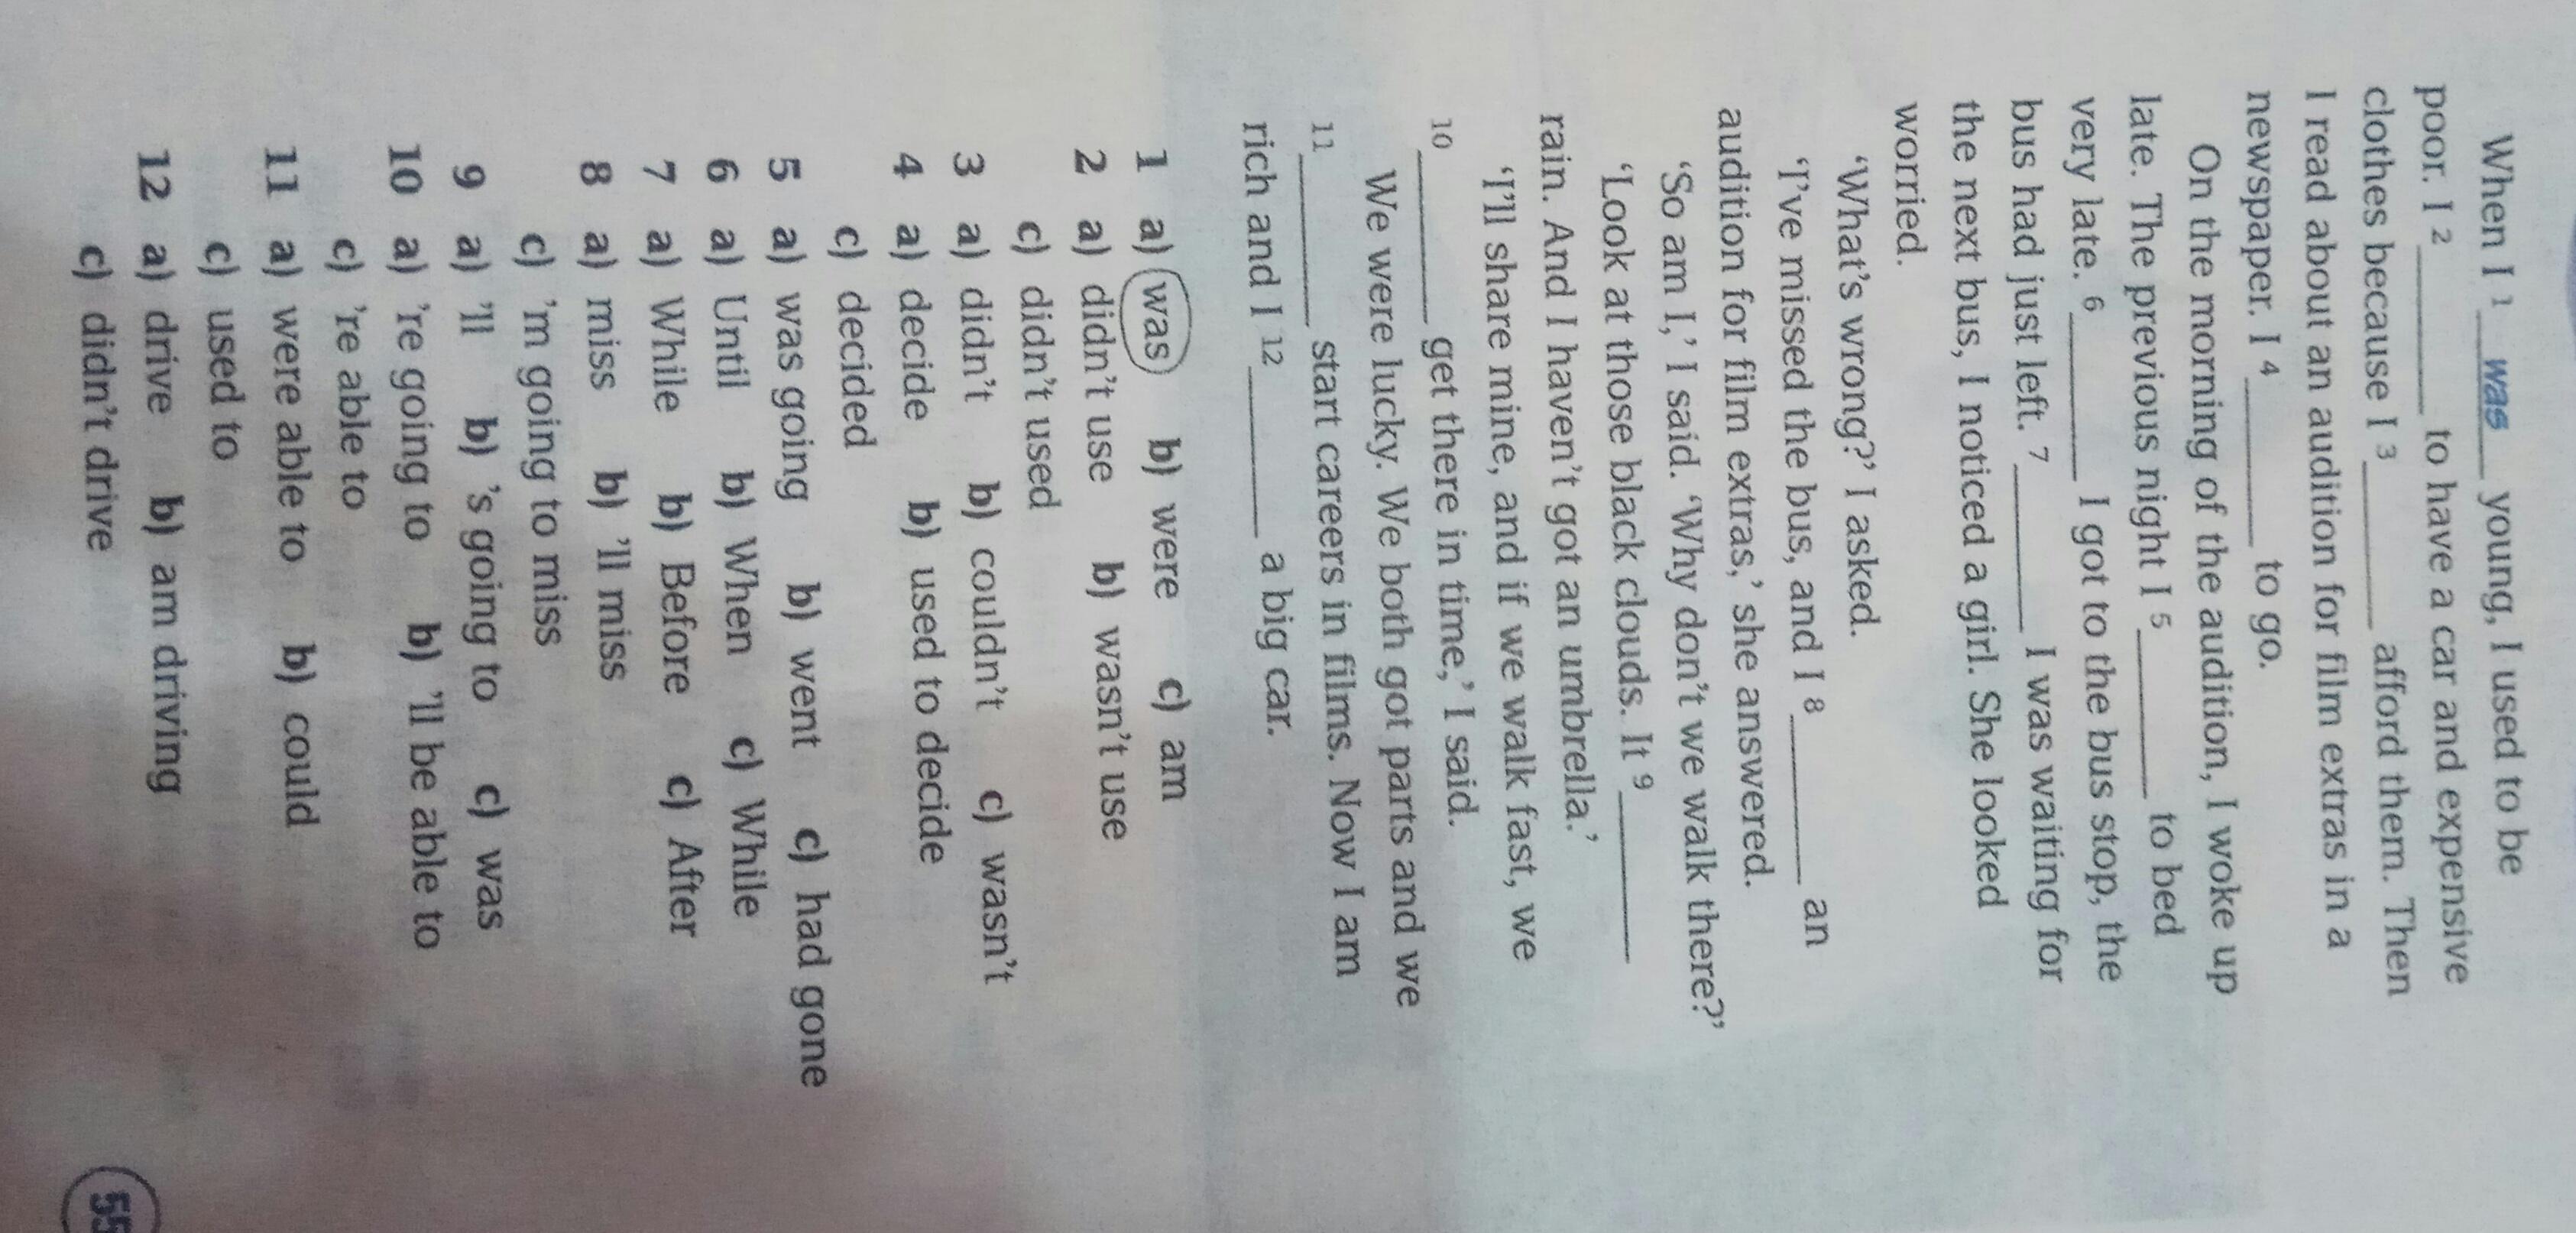 When I 1 was young, I used to be
poor. I 2 ______ to have a car and expensive
clothes because I 3 ______ afford them. Then
I read about an audition for film extras in a
newspaper. I 4 ______ to go.
On the morning of the audition, I woke up
late. The previous night I 5 ______ to bed
very late. 6 ______ I got to the bus stop, the
bus had just left. 7 ______ I was waiting for
the next bus, I noticed a girl. She looked
worried.
‘What’s wrong?’ I asked.
‘I’ve missed the bus, and I 8 ______ an
audition for film extras,’ she answered.
‘So am I,’ I said. ‘Why don’t we walk there?’
‘Look at those black clouds. It 9 ______
rain. And I haven’t got an umbrella.’
‘I’ll share mine, and if we walk fast, we
10 ______ get there in time,’ I said.
We were lucky. We both got parts and we
11 ______ start careers in films. Now I am
rich and I 12 ______ a big car.
1 a) was b) were c) am
2 a) didn’t use b) wasn’t use
c) didn’t used
3 a) didn’t b) couldn’t c) wasn’t
4 a) decide b) used to decide
c) decided
5 a) was going b) went c) had gone
6 a) Until b) When c) While
7 a) While b) Before c) After
8 a) miss b) ’ll miss
c) ’m going to miss
9 a) ’ll b) ’s going to c) was
10 a) ’re going to b) ’ll be able to
c) ’re able to
11 a) were able to b) could
c) used to
12 a) drive b) am driving
c) didn’t drive
55